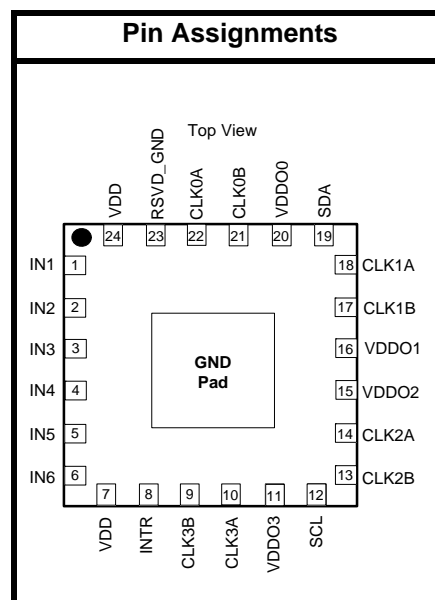 Pin Assignments
Top View
VDD
RSVD_GND
CLK0A
CLK0B
VDDO0
SDA
24
23
22
21
20
19
IN1 1
18 CLK1A
IN2 2
17 CLK1B
IN3 3
16 VDDO1
GND
Pad
IN4 4
15 VDDO2
IN5 5
14 CLK2A
IN6 6
13 CLK2B
7
8
9
10
11
12
VDD
INTR
CLK3B
CLK3A
VDDO3
SCL